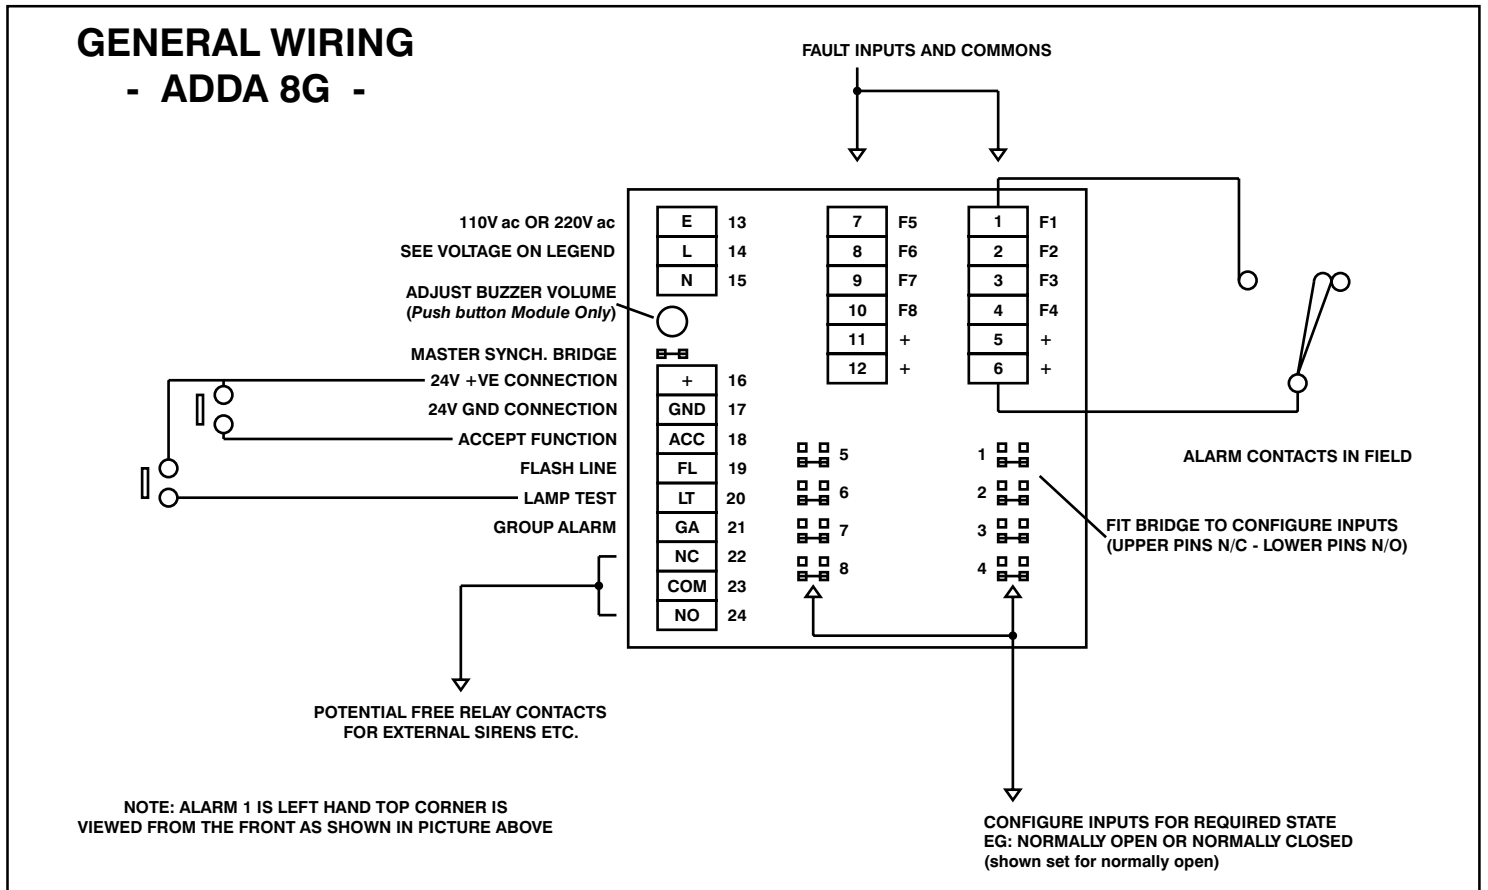 GENERAL WIRING
- ADDA 8G -
FAULT INPUTS AND COMMONS
110V ac OR 220V ac
SEE VOLTAGE ON LEGEND
ADJUST BUZZER VOLUME
(Push button Module Only)
MASTER SYNCH. BRIDGE
24V +VE CONNECTION
24V GND CONNECTION
ACCEPT FUNCTION
FLASH LINE
LAMP TEST
GROUP ALARM
E 13
L 14
N 15
+ 16
GND 17
ACC 18
FL 19
LT 20
GA 21
NC 22
COM 23
NO 24
7 F5
8 F6
9 F7
10 F8
11 +
12 +
1 F1
2 F2
3 F3
4 F4
5 +
6 +
5
6
7
8
1
2
3
4
ALARM CONTACTS IN FIELD
FIT BRIDGE TO CONFIGURE INPUTS
(UPPER PINS N/C - LOWER PINS N/O)
POTENTIAL FREE RELAY CONTACTS
FOR EXTERNAL SIRENS ETC.
NOTE: ALARM 1 IS LEFT HAND TOP CORNER IS
VIEWED FROM THE FRONT AS SHOWN IN PICTURE ABOVE
CONFIGURE INPUTS FOR REQUIRED STATE
EG: NORMALLY OPEN OR NORMALLY CLOSED
(shown set for normally open)